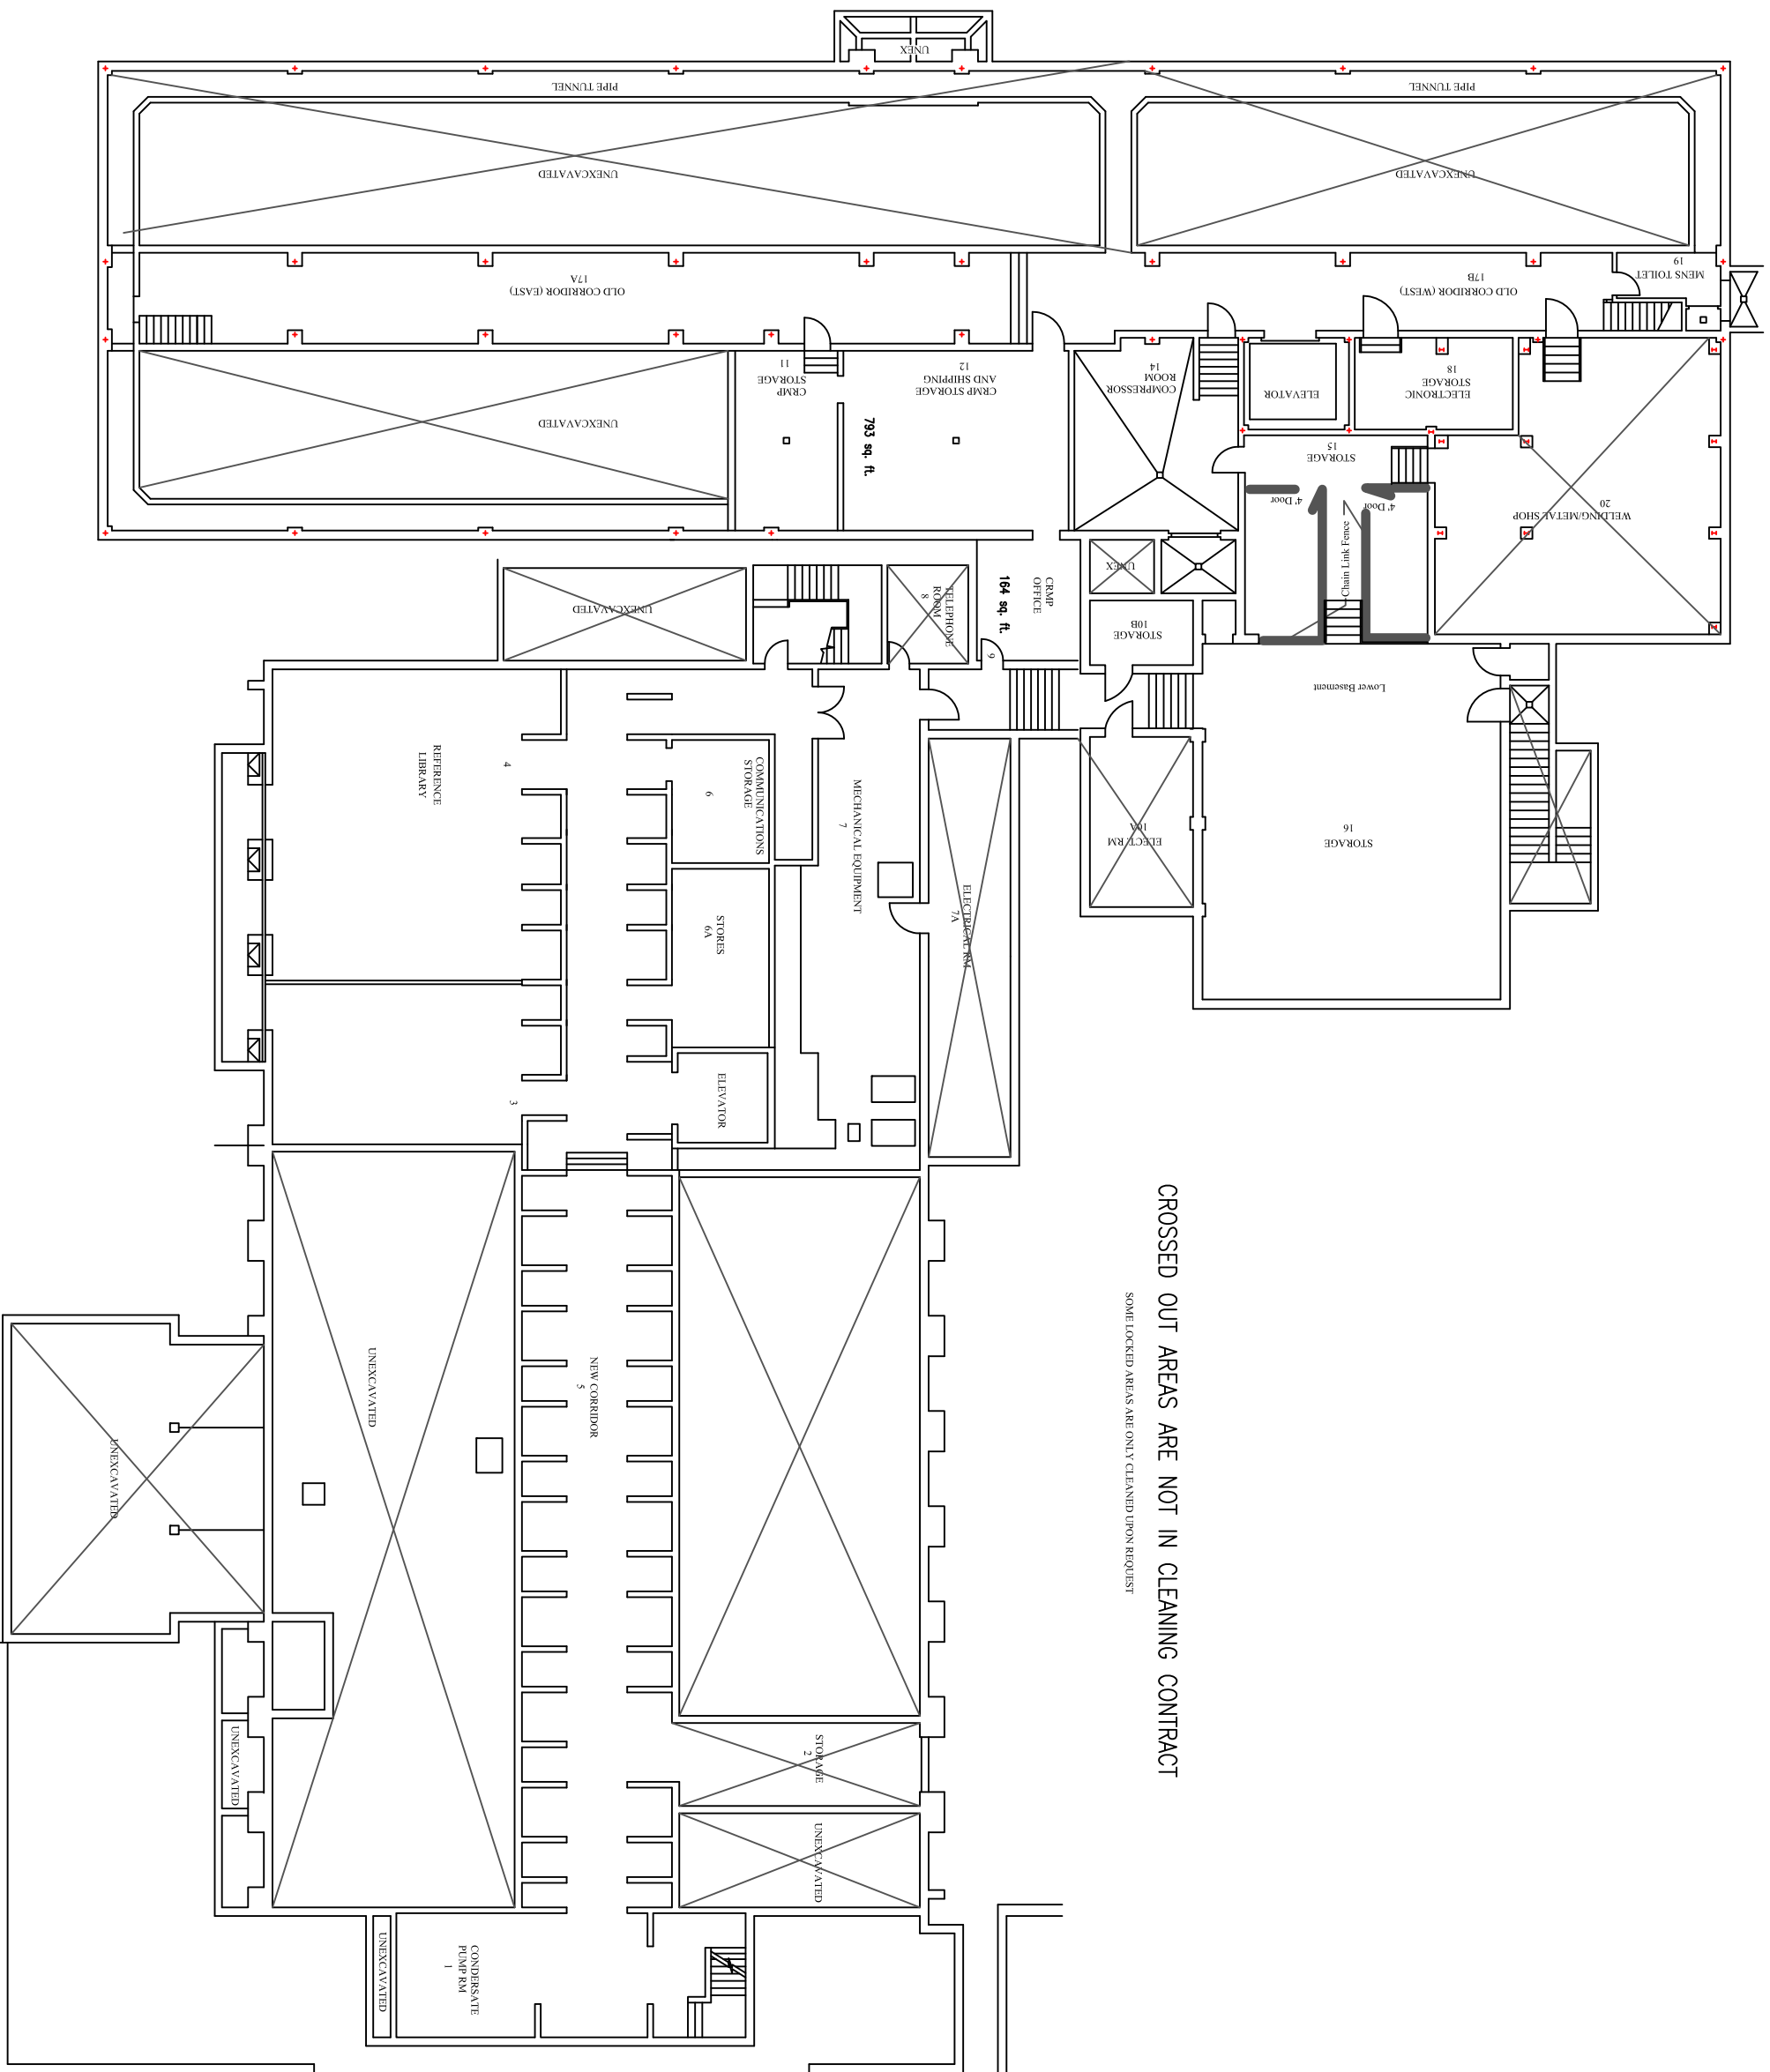 UNEX
PIPE TUNNEL
PIPE TUNNEL
UNEXCAVATED
UNEXCAVATED
OLD CORRIDOR (EAST)
17A
OLD CORRIDOR (WEST)
17B
MENS TOILET
19
UNEXCAVATED
CRMP
STORAGE
11
CRMP STORAGE
AND SHIPPING
12
793 sq. ft.
COMPRESSOR
ROOM
14
ELEVATOR
ELECTRONIC
STORAGE
18
STORAGE
15
4' Door
4' Door
Chain Link Fence
WELDING/METAL SHOP
20
UNEXCAVATED
TELEPHONE
ROOM
8
164 sq. ft.
CRMP
OFFICE
9
UNEX
STORAGE
10B
Lower Basement
REFERENCE
LIBRARY
4
COMMUNICATIONS
STORAGE
6
MECHANICAL EQUIPMENT
7
ELECT. RM
10A
STORAGE
16
STORES
6A
ELECTRICAL RM
7A
ELEVATOR
3
CROSSED OUT AREAS ARE NOT IN CLEANING CONTRACT
SOME LOCKED AREAS ARE ONLY CLEANED UPON REQUEST
NEW CORRIDOR
5
UNEXCAVATED
UNEXCAVATED
UNEXCAVATED
STORAGE
2
UNEXCAVATED
UNEXCAVATED
CONDERSATE
PUMP RM
1